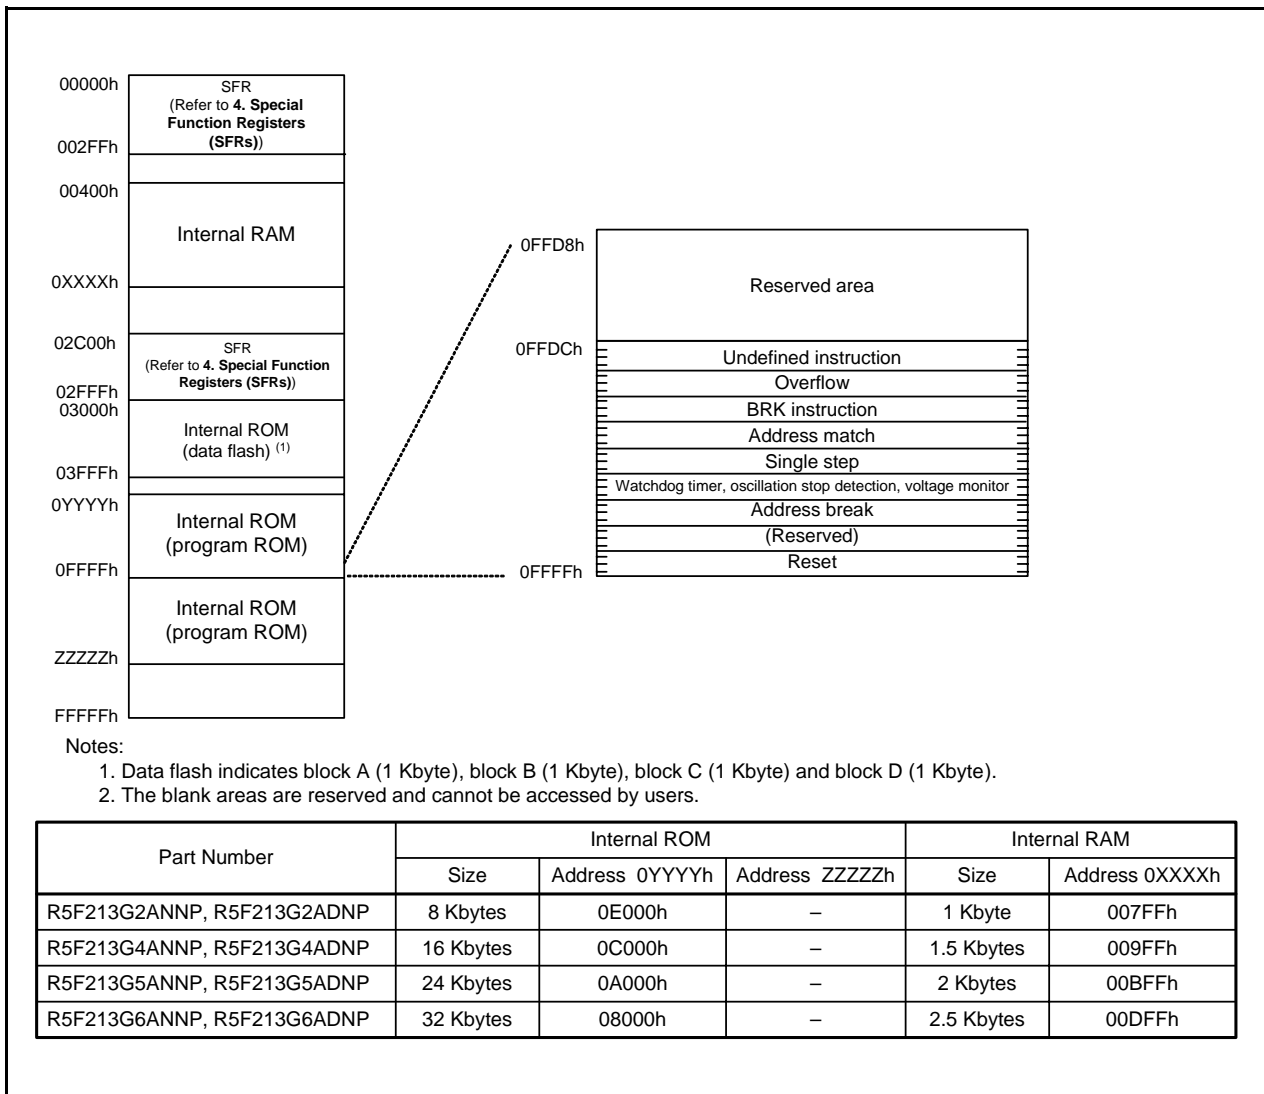 00000h
SFR
(Refer to 4. Special
Function Registers
(SFRs))
002FFh
00400h
Internal RAM
0XXXXh
02C00h
SFR
(Refer to 4. Special Function
Registers (SFRs))
02FFFh
03000h
Internal ROM
(data flash) (1)
03FFFh
0YYYYh
Internal ROM
(program ROM)
0FFFFh
Internal ROM
(program ROM)
ZZZZZh
FFFFFh
0FFD8h
Reserved area
0FFDCh
Undefined instruction
Overflow
BRK instruction
Address match
Single step
Watchdog timer, oscillation stop detection, voltage monitor
Address break
(Reserved)
Reset
0FFFFh
Notes:
1. Data flash indicates block A (1 Kbyte), block B (1 Kbyte), block C (1 Kbyte) and block D (1 Kbyte).
2. The blank areas are reserved and cannot be accessed by users.
Part Number Internal ROM Internal RAM
Size Address 0YYYYh Address ZZZZZh Size Address 0XXXXh
R5F213G2ANNP, R5F213G2ADNP 8 Kbytes 0E000h – 1 Kbyte 007FFh
R5F213G4ANNP, R5F213G4ADNP 16 Kbytes 0C000h – 1.5 Kbytes 009FFh
R5F213G5ANNP, R5F213G5ADNP 24 Kbytes 0A000h – 2 Kbytes 00BFFh
R5F213G6ANNP, R5F213G6ADNP 32 Kbytes 08000h – 2.5 Kbytes 00DFFh